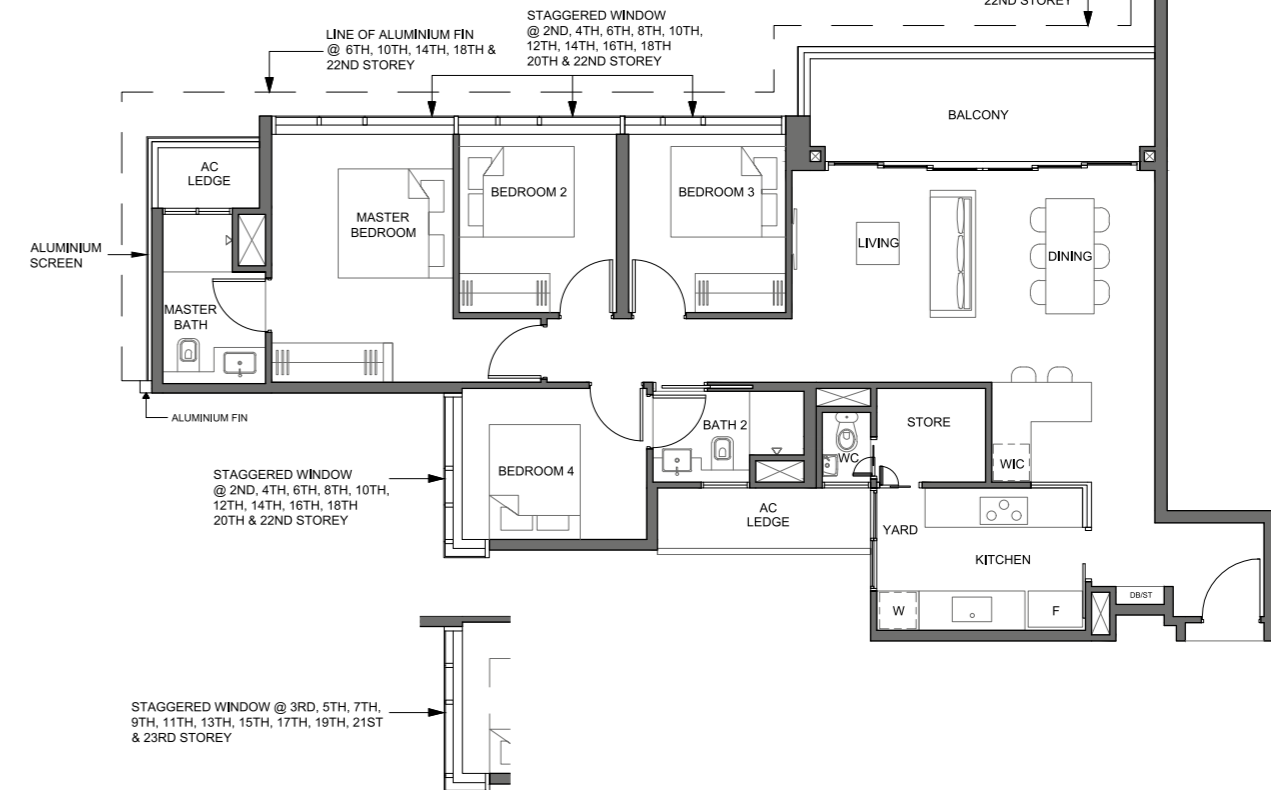 22ND STOREY
STAGGERED WINDOW
@ 2ND, 4TH, 6TH, 8TH, 10TH,
12TH, 14TH, 16TH, 18TH
20TH & 22ND STOREY
LINE OF ALUMINIUM FIN
@ 6TH, 10TH, 14TH, 18TH &
22ND STOREY
BALCONY
AC
LEDGE
MASTER
BEDROOM
BEDROOM 2
BEDROOM 3
LIVING
DINING
ALUMINIUM
SCREEN
MASTER
BATH
ALUMINIUM FIN
BATH 2
STORE
WC
WIC
BEDROOM 4
STAGGERED WINDOW
@ 2ND, 4TH, 6TH, 8TH, 10TH,
12TH, 14TH, 16TH, 18TH
20TH & 22ND STOREY
AC
LEDGE
YARD
KITCHEN
W
F
DB/ST
STAGGERED WINDOW @ 3RD, 5TH, 7TH,
9TH, 11TH, 13TH, 15TH, 17TH, 19TH, 21ST
& 23RD STOREY